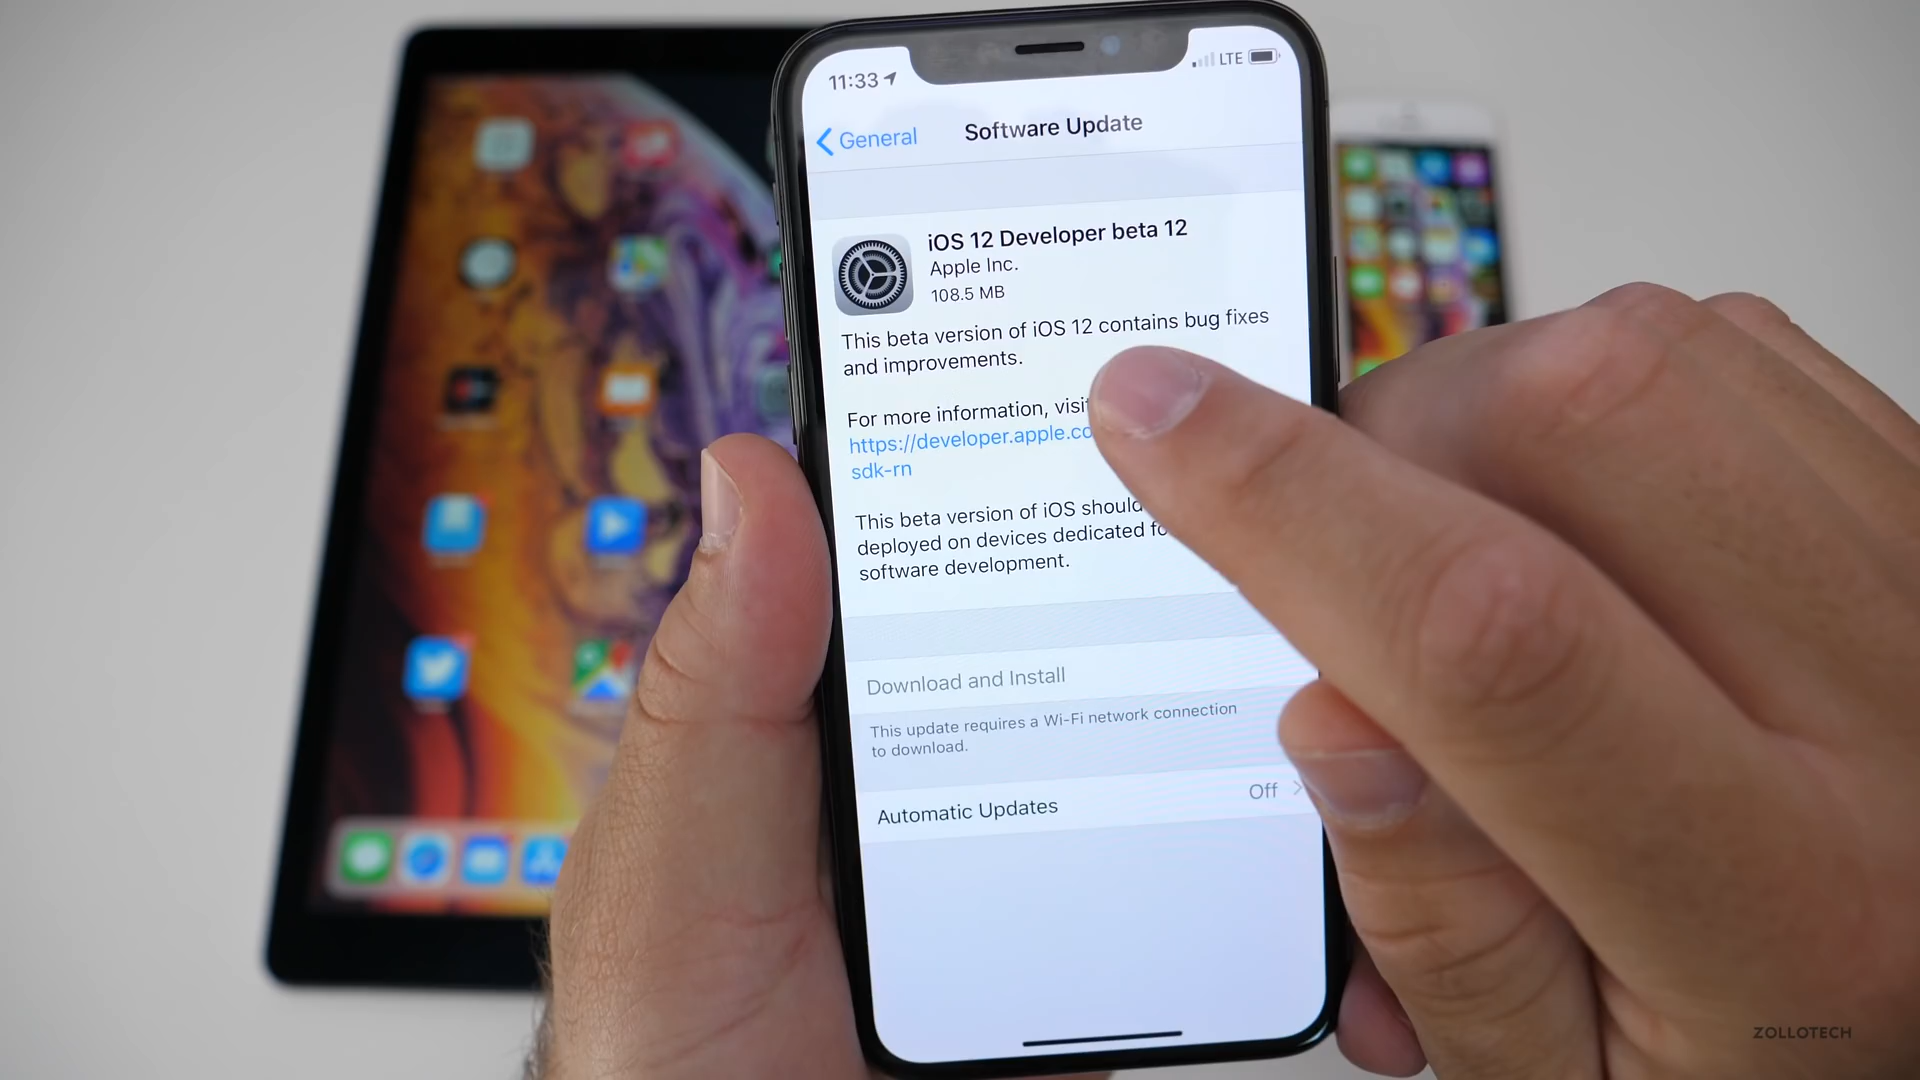 11:33
LTE
General
Software Update
iOS 12 Developer beta 12
Apple Inc.
108.5 MB
This beta version of iOS 12 contains bug fixes
and improvements.
For more information, visit
https://developer.apple.co
sdk-rn
This beta version of iOS should
deployed on devices dedicated
software development.
Download and Install
This update requires a Wi-Fi network connection
to download.
Automatic Updates
Off
ZOLLOTECH